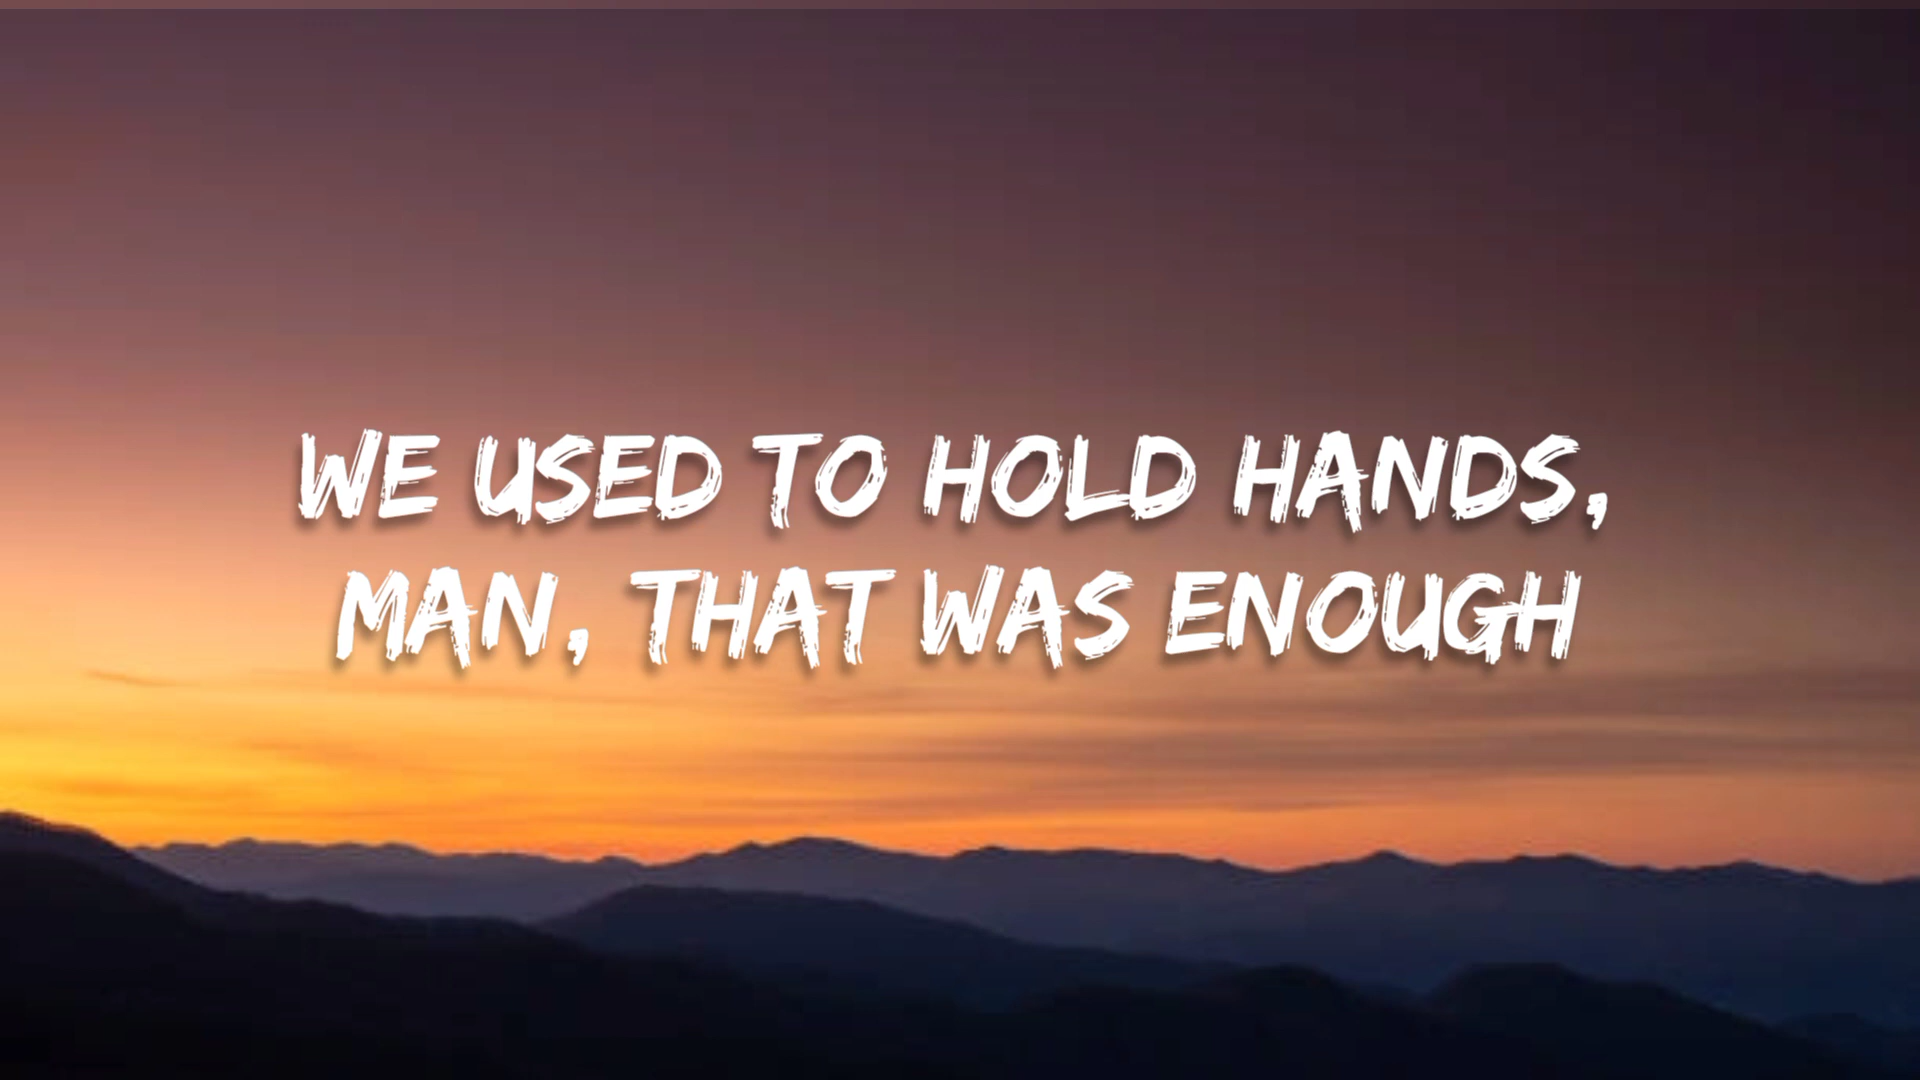 WE USED TO HOLD HANDS,
MAN, THAT WAS ENOUGH